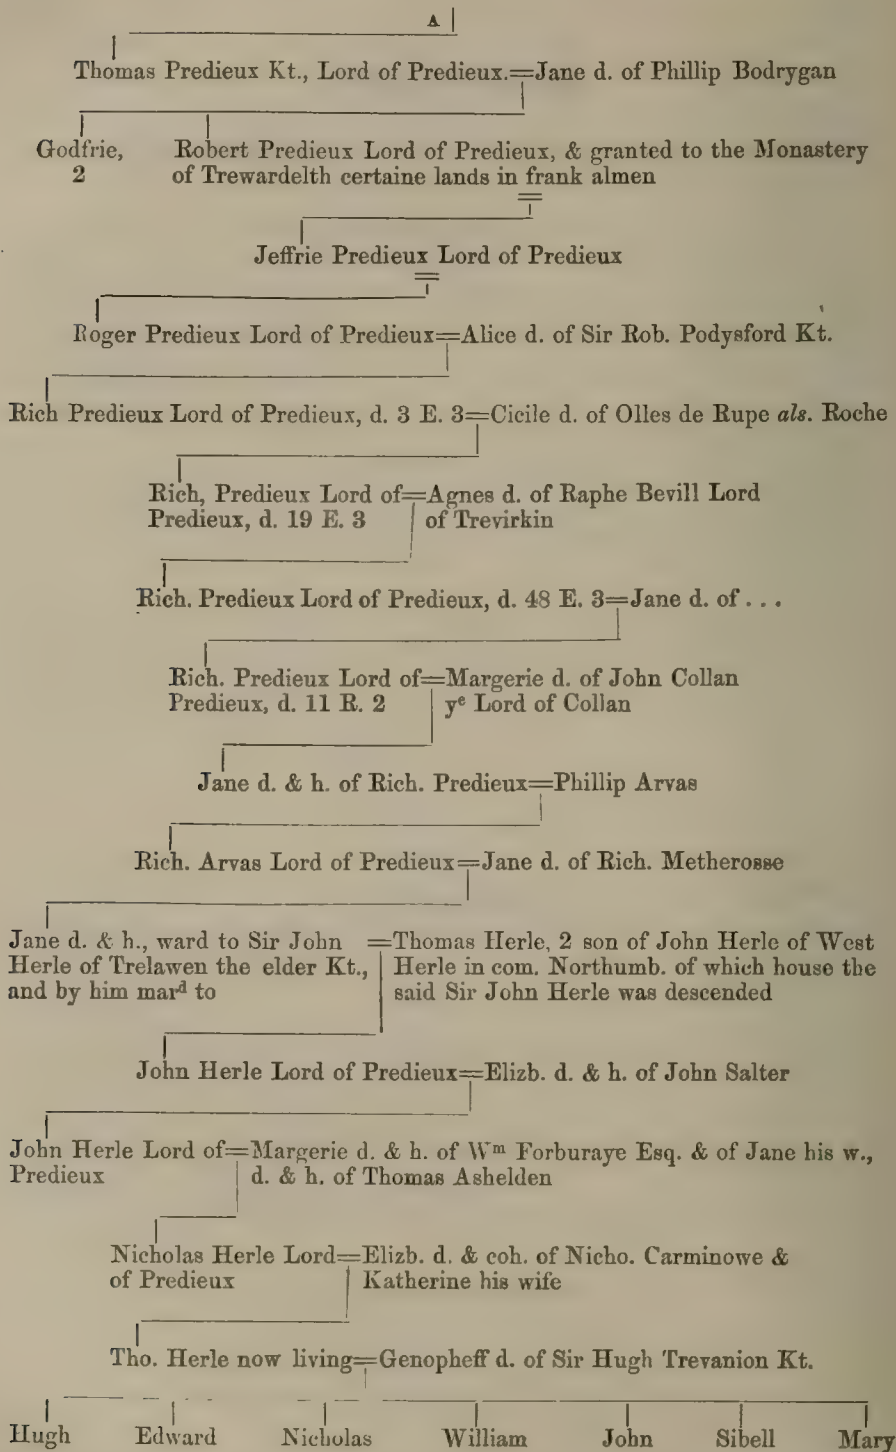 A
Thomas Predieux Kt., Lord of Predieux.=Jane d. of Phillip Bodrygan
Godfrie, Robert Predieux Lord of Predieux, & granted to the Monastery
2 of Trewardelth certaine lands in frank almen
=
Jeffrie Predieux Lord of Predieux
=
Roger Predieux Lord of Predieux=Alice d. of Sir Rob. Podysford Kt.
Rich Predieux Lord of Predieux, d. 3 E. 3=Cicile d. of Olles de Rupe als. Roche
Rich, Predieux Lord of=Agnes d. of Raphe Bevill Lord
Predieux, d. 19 E. 3 of Trevirkin
Rich. Predieux Lord of Predieux, d. 48 E. 3=Jane d. of . . .
Rich. Predieux Lord of=Margerie d. of John Collan
Predieux, d. 11 R. 2 yᵉ Lord of Collan
Jane d. & h. of Rich. Predieux=Phillip Arvas
Rich. Arvas Lord of Predieux=Jane d. of Rich. Metherosse
Jane d. & h., ward to Sir John =Thomas Herle, 2 son of John Herle of West
Herle of Trelawen the elder Kt., Herle in com. Northumb. of which house the
and by him marᵈ to said Sir John Herle was descended
John Herle Lord of Predieux=Elizb. d. & h. of John Salter
John Herle Lord of=Margerie d. & h. of Wᵐ Forburaye Esq. & of Jane his w.,
Predieux d. & h. of Thomas Ashelden
Nicholas Herle Lord=Elizb. d. & coh. of Nicho. Carminowe &
of Predieux Katherine his wife
Tho. Herle now living=Genopheff d. of Sir Hugh Trevanion Kt.
Hugh Edward Nicholas William John Sibell Mary